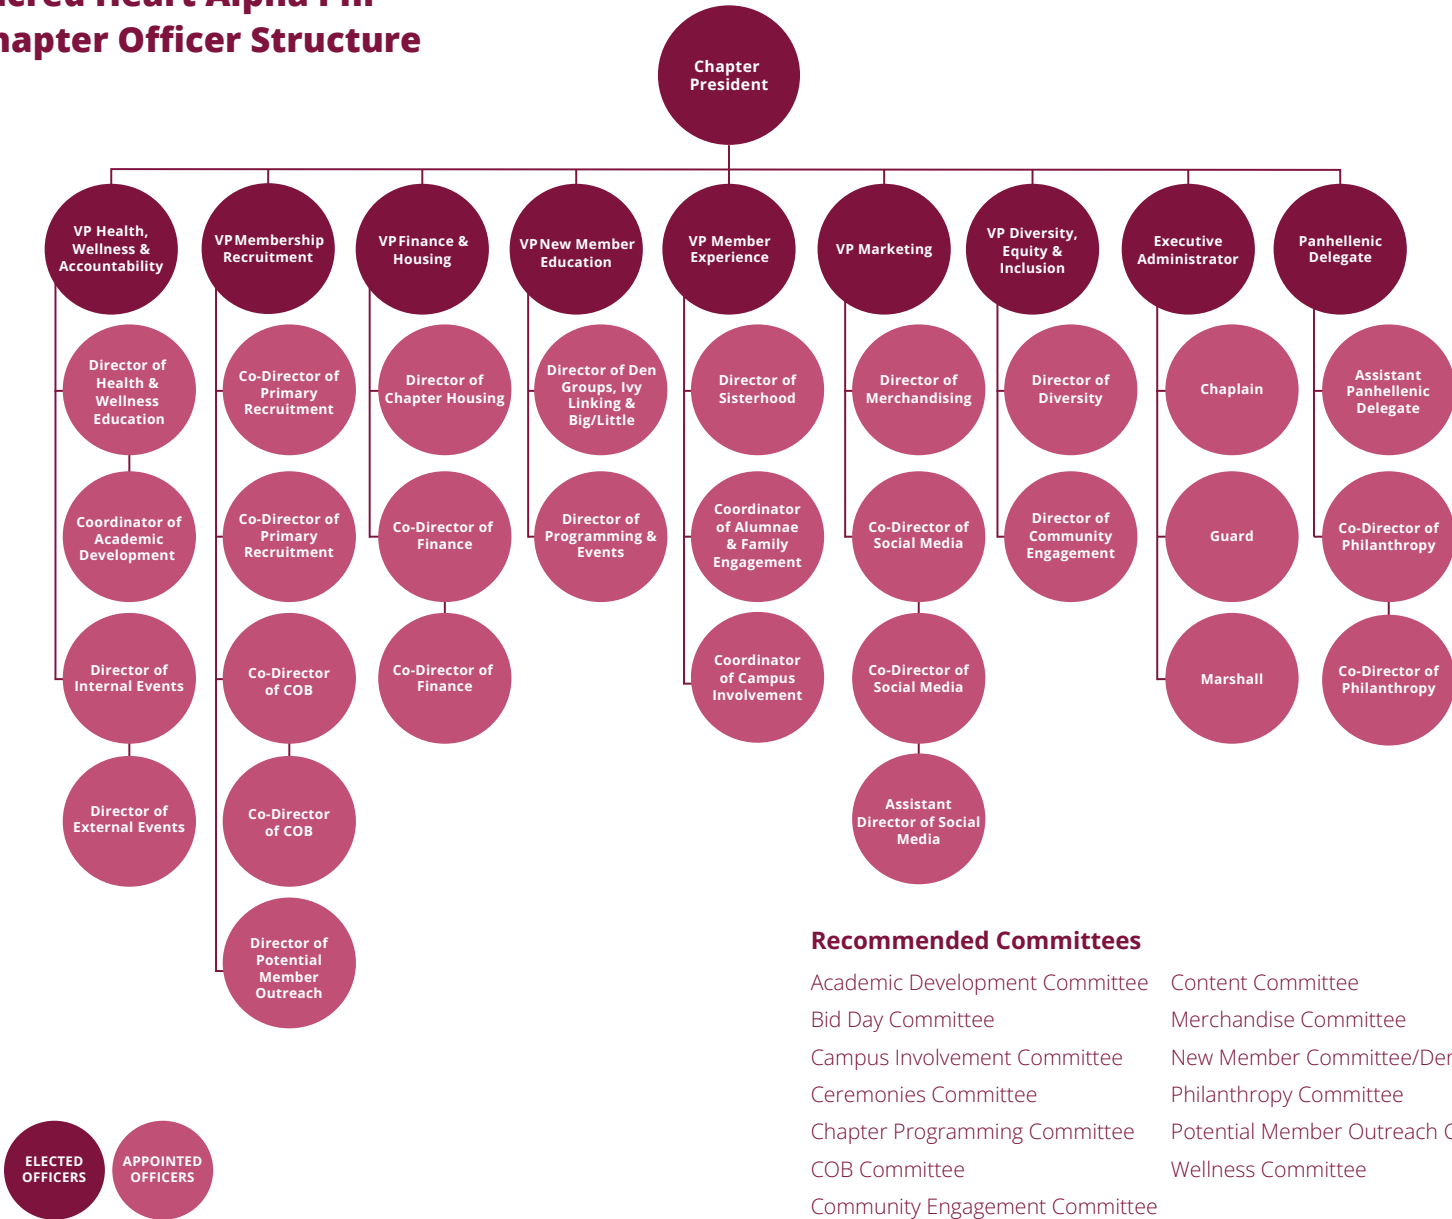 Chapter Officer Structure
Chapter
President
VP Health,
Wellness &
Accountability
VP Membership
Recruitment
VP Finance &
Housing
VP New Member
Education
VP Member
Experience
VP Marketing
VP Diversity,
Equity &
Inclusion
Executive
Administrator
Panhellenic
Delegate
Director of
Health &
Wellness
Education
Co-Director of
Primary
Recruitment
Director of
Chapter Housing
Director of Den
Groups, Ivy
Linking &
Big/Little
Director of
Sisterhood
Director of
Merchandising
Director of
Diversity
Chaplain
Assistant
Panhellenic
Delegate
Coordinator of
Academic
Development
Co-Director of
Primary
Recruitment
Co-Director of
Finance
Director of
Programming &
Events
Coordinator
of Alumnae
& Family
Engagement
Co-Director of
Social Media
Director of
Community
Engagement
Guard
Co-Director of
Philanthropy
Director of
Internal Events
Co-Director
of COB
Co-Director of
Finance
Coordinator
of Campus
Involvement
Co-Director of
Social Media
Marshall
Co-Director of
Philanthropy
Director of
External Events
Co-Director
of COB
Assistant
Director of Social
Media
Director of
Potential
Member
Outreach
Recommended Committees
Academic Development Committee
Bid Day Committee
Campus Involvement Committee
Ceremonies Committee
Chapter Programming Committee
COB Committee
Community Engagement Committee
Content Committee
Merchandise Committee
New Member Committee/
Philanthropy Committee
Potential Member Outreach
Wellness Committee
ELECTED
OFFICERS
APPOINTED
OFFICERS